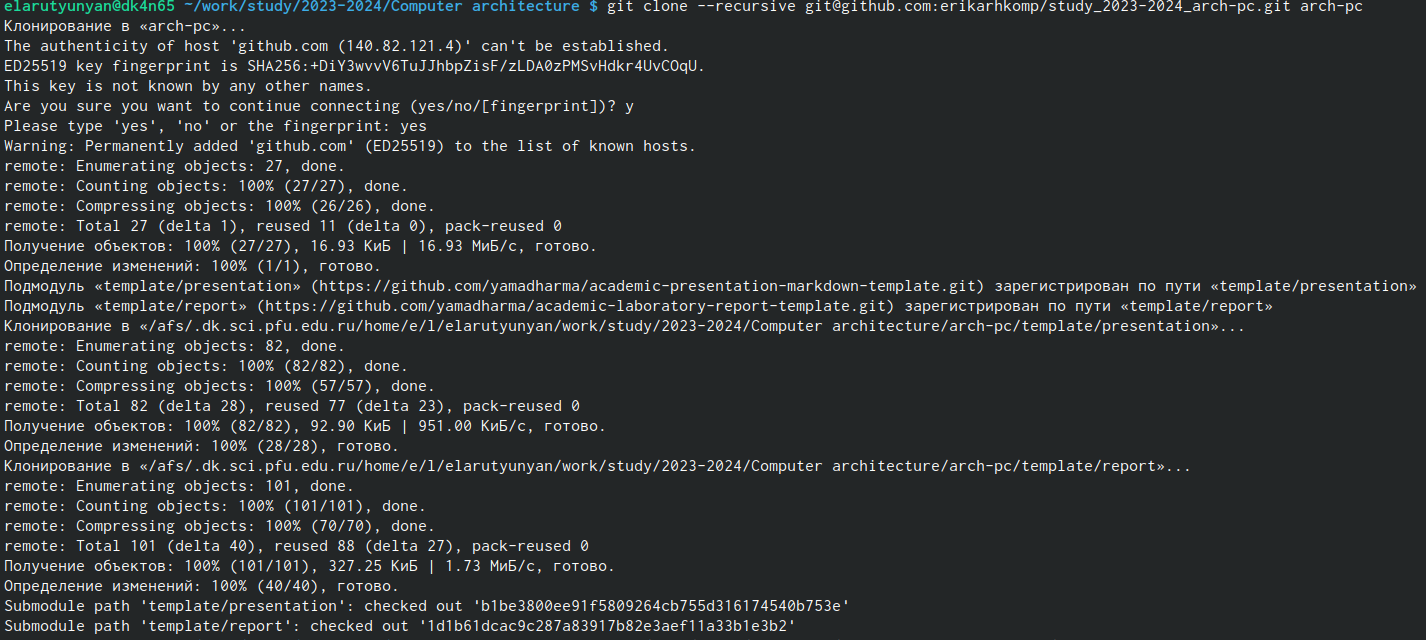 elarutyunyan@dk4n65 ~/work/study/2023-2024/Computer architecture $ git clone --recursive git@github.com:erikarhkomp/study_2023-2024_arch-pc.git arch-pc
Клонирование в «arch-pc»...
The authenticity of host 'github.com (140.82.121.4)' can't be established.
ED25519 key fingerprint is SHA256:+DiY3wvvV6TuJJhbpZisF/zLDA0zPMSvHdkr4UvCOqU.
This key is not known by any other names.
Are you sure you want to continue connecting (yes/no/[fingerprint])? y
Please type 'yes', 'no' or the fingerprint: yes
Warning: Permanently added 'github.com' (ED25519) to the list of known hosts.
remote: Enumerating objects: 27, done.
remote: Counting objects: 100% (27/27), done.
remote: Compressing objects: 100% (26/26), done.
remote: Total 27 (delta 1), reused 11 (delta 0), pack-reused 0
Получение объектов: 100% (27/27), 16.93 КиБ | 16.93 МиБ/с, готово.
Определение изменений: 100% (1/1), готово.
Подмодуль «template/presentation» (https://github.com/yamadharma/academic-presentation-markdown-template.git) зарегистрирован по пути «template/presentation»
Подмодуль «template/report» (https://github.com/yamadharma/academic-laboratory-report-template.git) зарегистрирован по пути «template/report»
Клонирование в «/afs/.dk.sci.pfu.edu.ru/home/e/l/elarutyunyan/work/study/2023-2024/Computer architecture/arch-pc/template/presentation»...
remote: Enumerating objects: 82, done.
remote: Counting objects: 100% (82/82), done.
remote: Compressing objects: 100% (57/57), done.
remote: Total 82 (delta 28), reused 77 (delta 23), pack-reused 0
Получение объектов: 100% (82/82), 92.90 КиБ | 951.00 КиБ/с, готово.
Определение изменений: 100% (28/28), готово.
Клонирование в «/afs/.dk.sci.pfu.edu.ru/home/e/l/elarutyunyan/work/study/2023-2024/Computer architecture/arch-pc/template/report»...
remote: Enumerating objects: 101, done.
remote: Counting objects: 100% (101/101), done.
remote: Compressing objects: 100% (70/70), done.
remote: Total 101 (delta 40), reused 88 (delta 27), pack-reused 0
Получение объектов: 100% (101/101), 327.25 КиБ | 1.73 МиБ/с, готово.
Определение изменений: 100% (40/40), готово.
Submodule path 'template/presentation': checked out 'b1be3800ee91f5809264cb755d316174540b753e'
Submodule path 'template/report': checked out '1d1b61dcac9c287a83917b82e3aef11a33b1e3b2'